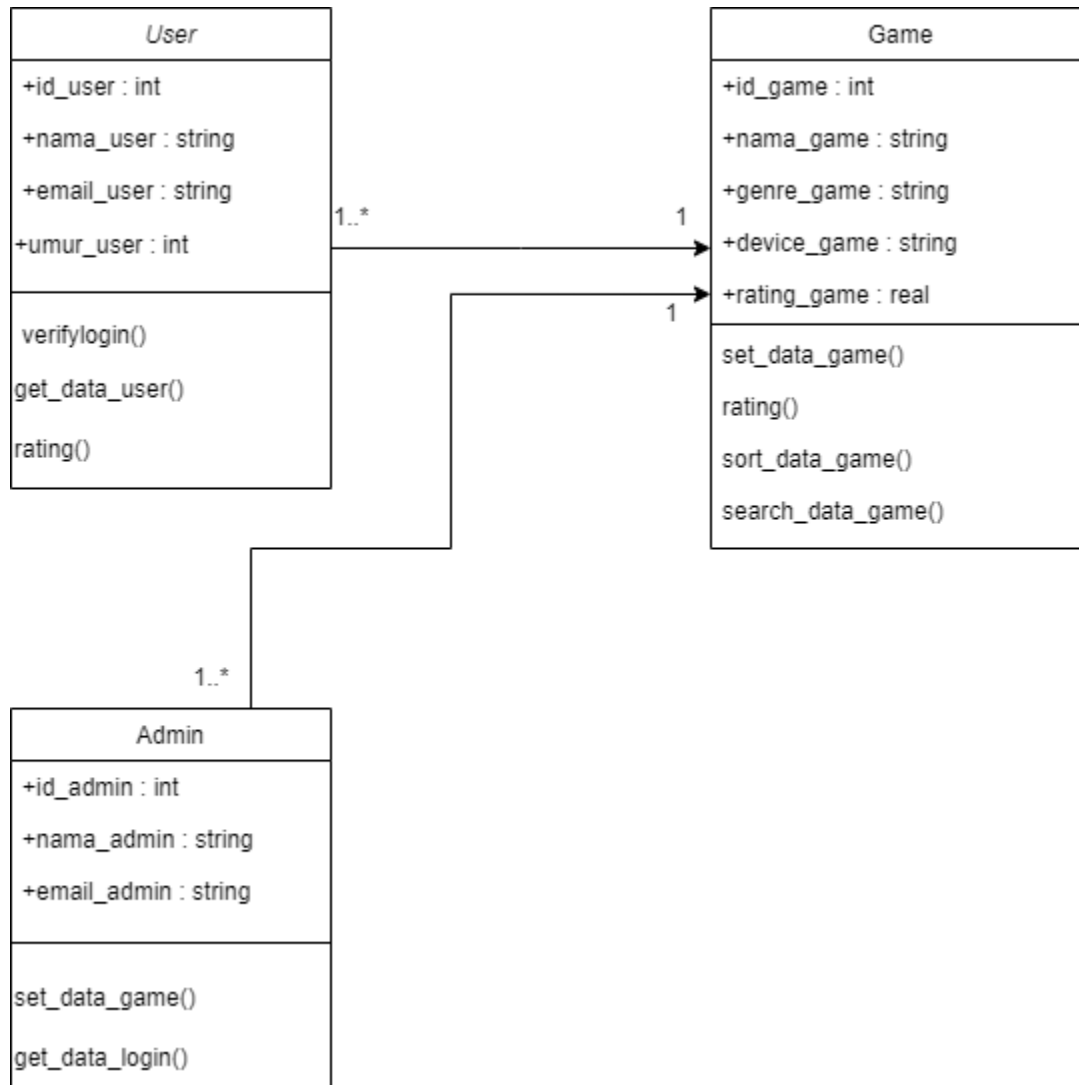 User
+id_user : int
+nama_user : string
+email_user : string
+umur_user : int
verifylogin()
get_data_user()
rating()
1..*
1
1
Game
+id_game : int
+nama_game : string
+genre_game : string
+device_game : string
+rating_game : real
set_data_game()
rating()
sort_data_game()
search_data_game()
1..*
Admin
+id_admin : int
+nama_admin : string
+email_admin : string
set_data_game()
get_data_login()